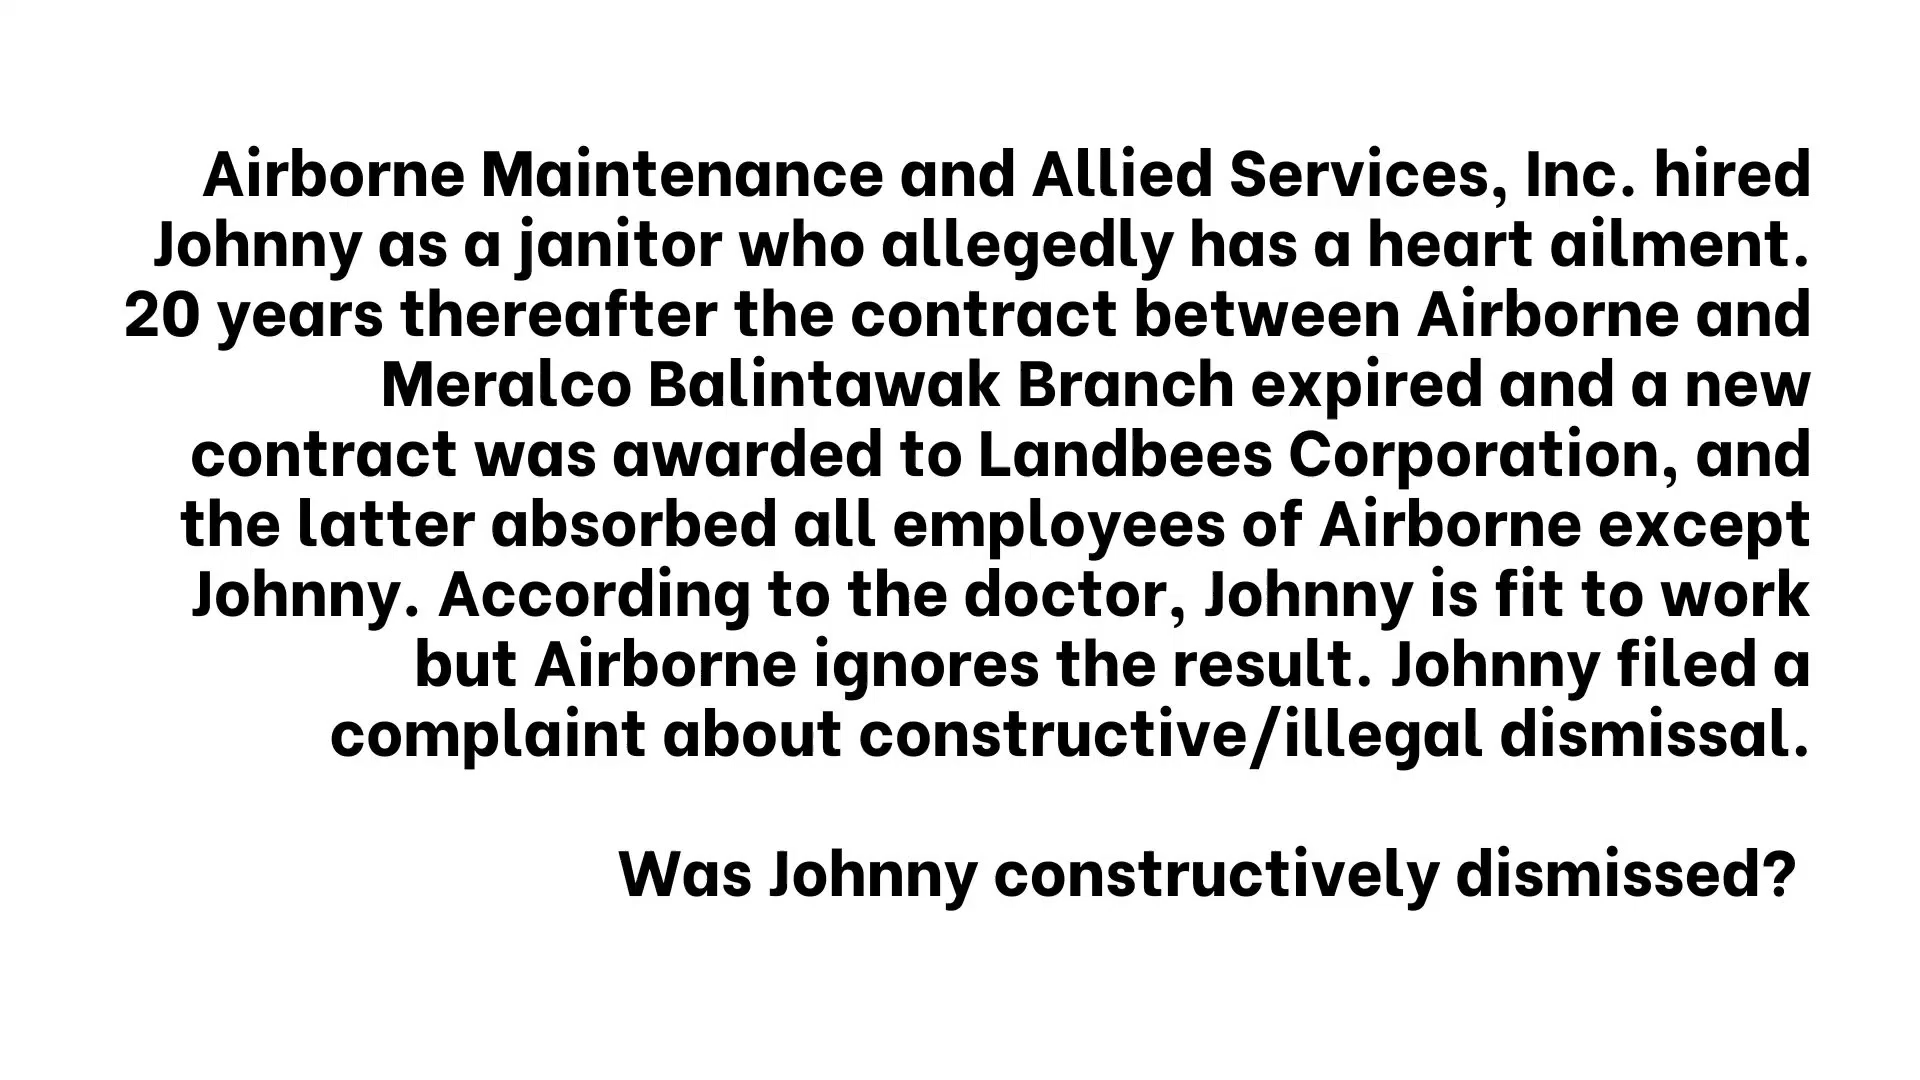 Airborne Maintenance and Allied Services, Inc. hired
Johnny as a janitor who allegedly has a heart ailment.
20 years thereafter the contract between Airborne and
Meralco Balintawak Branch expired and a new
contract was awarded to Landbees Corporation, and
the latter absorbed all employees of Airborne except
Johnny. According to the doctor, Johnny is fit to work
but Airborne ignores the result. Johnny filed a
complaint about constructive/illegal dismissal.
Was Johnny constructively dismissed?